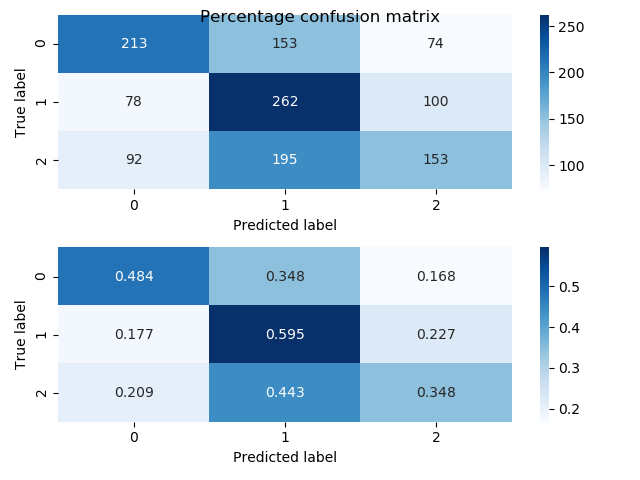 Percentage confusion matrix
0 213 153 74
1 78 262 100
2 92 195 153
0 1 2
Predicted label
True label
250
200
150
100
0 0.484 0.348 0.168
1 0.177 0.595 0.227
2 0.209 0.443 0.348
0 1 2
Predicted label
True label
0.5
0.4
0.3
0.2